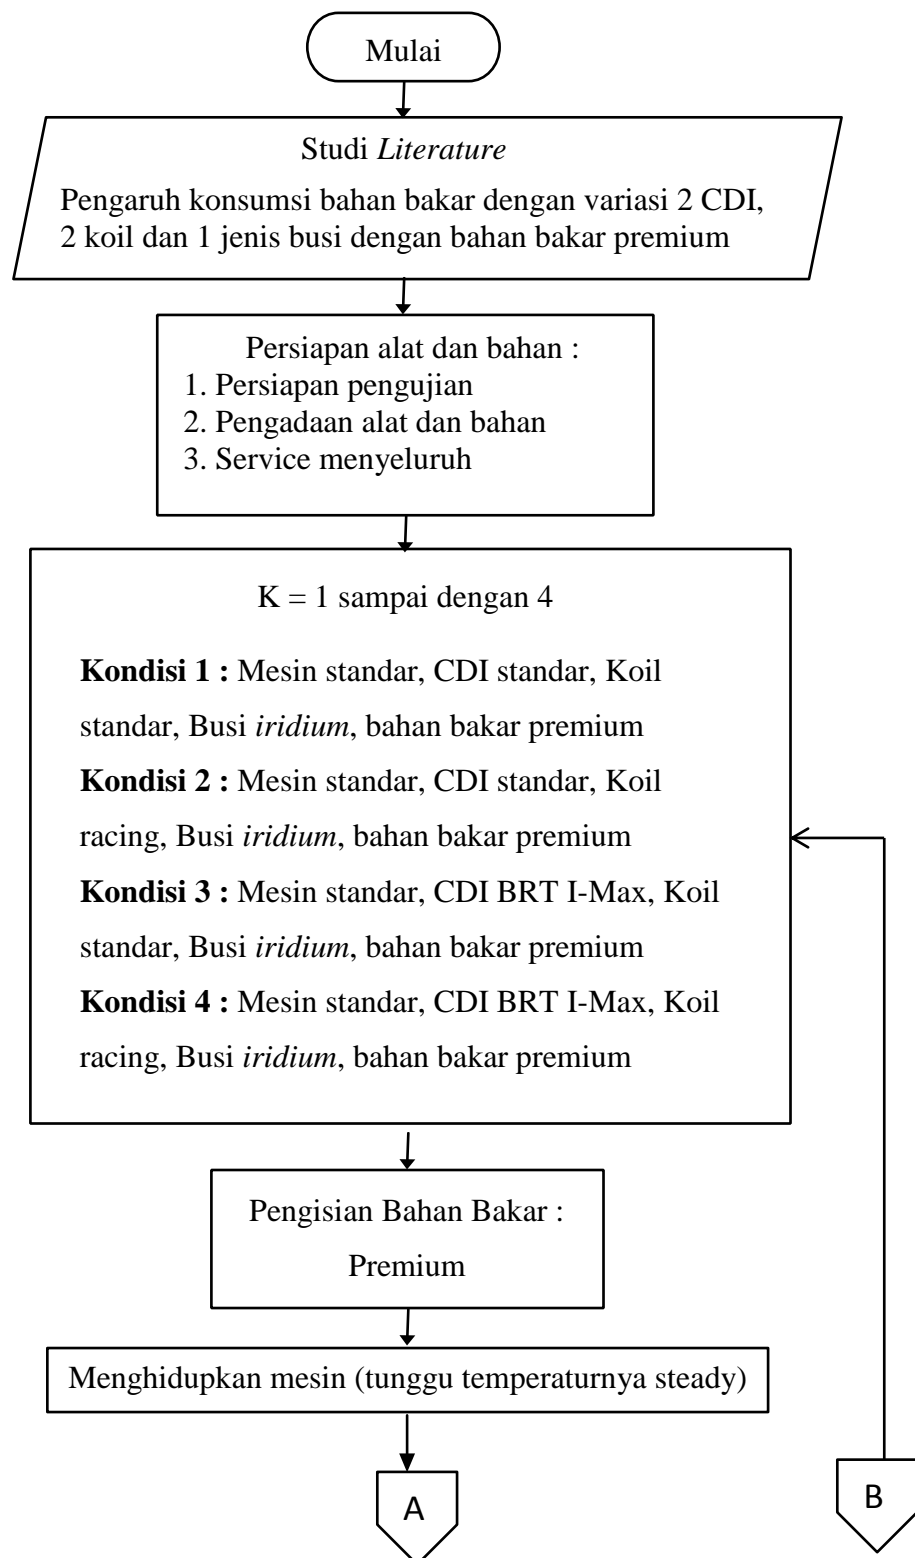 Mulai
Studi Literature
Pengaruh konsumsi bahan bakar dengan variasi 2 CDI,
2 koil dan 1 jenis busi dengan bahan bakar premium
Persiapan alat dan bahan :
1. Persiapan pengujian
2. Pengadaan alat dan bahan
3. Service menyeluruh
K = 1 sampai dengan 4
Kondisi 1 : Mesin standar, CDI standar, Koil
standar, Busi iridium, bahan bakar premium
Kondisi 2 : Mesin standar, CDI standar, Koil
racing, Busi iridium, bahan bakar premium
Kondisi 3 : Mesin standar, CDI BRT I-Max, Koil
standar, Busi iridium, bahan bakar premium
Kondisi 4 : Mesin standar, CDI BRT I-Max, Koil
racing, Busi iridium, bahan bakar premium
Pengisian Bahan Bakar :
Premium
Menghidupkan mesin (tunggu temperaturnya steady)
A
B